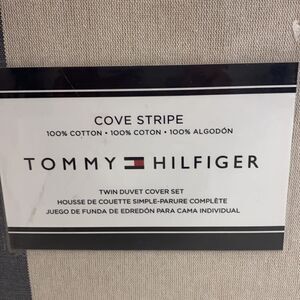 COVE STRIPE
100% COTTON • 100% COTON • 100% ALGODÓN
TOMMY HILFIGER
TWIN DUVET COVER SET
HOUSSE DE COUETTE SIMPLE-PARURE COMPLÈTE
JUEGO DE FUNDA DE EDREDÓN PARA CAMA INDIVIDUAL